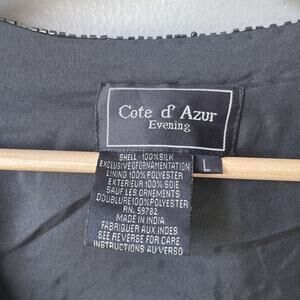 Cote d' Azur
Evening
L
SHELL: 100% SILK
EXCLUSIVE OF ORNAMENTATION
LINING 100% POLYESTER
EXTERIEUR 100% SOIE
SAUF LES ORNEMENTS
DOUBLURE 100% POLYESTER
RN. 59782
MADE IN INDIA
FABRIQUER AUX INDES
SEE REVERSE FOR CARE
INSTRUCTIONS AU VERSO